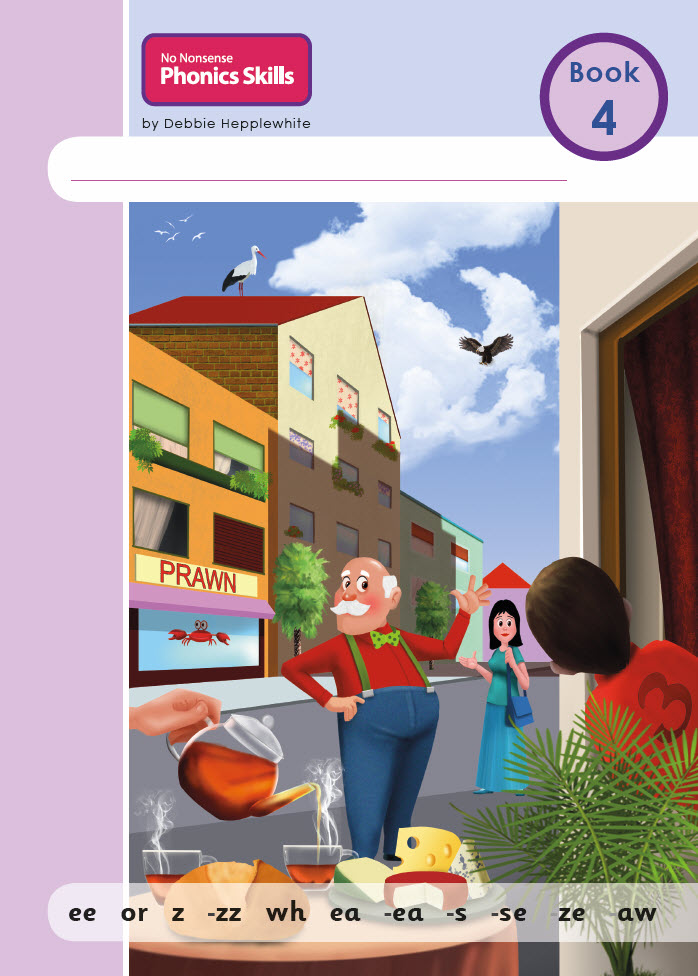 No Nonsense
Phonics Skills
by Debbie Hepplewhite
Book
4
PRAWN
3
ee or z -zz wh ea -ea -s -se -ze -aw